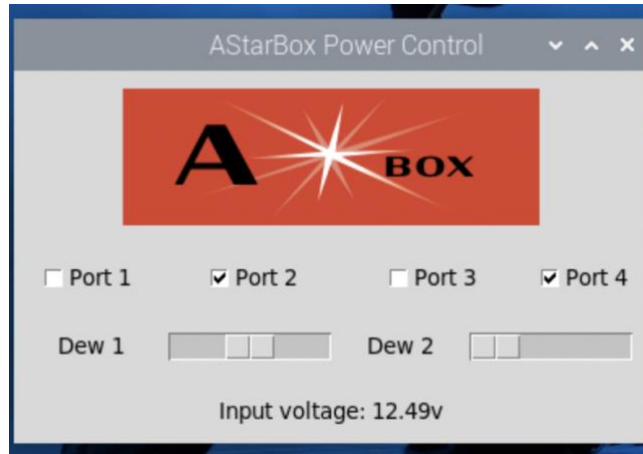 AStarBox Power Control
A BOX
Port 1 Port 2 Port 3 Port 4
Dew 1 Dew 2
Input voltage: 12.49v